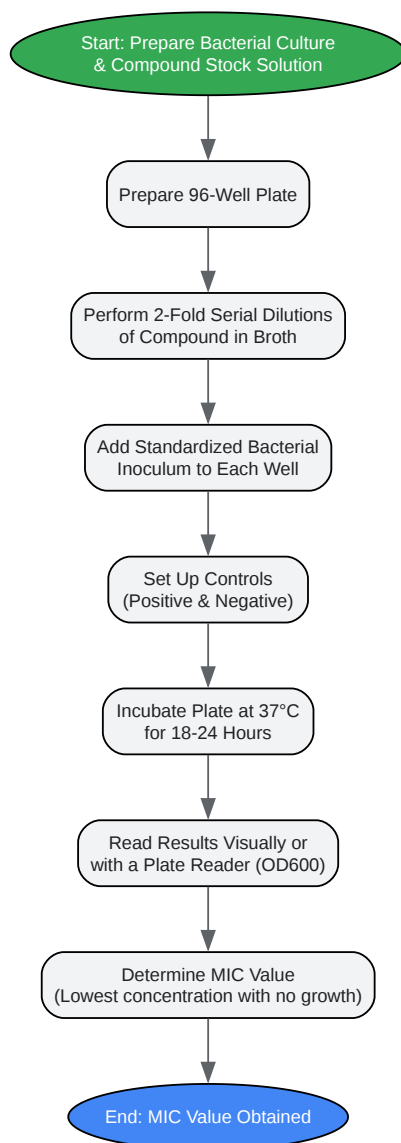 Start: Prepare Bacterial Culture
& Compound Stock Solution
Prepare 96-Well Plate
Perform 2-Fold Serial Dilutions
of Compound in Broth
Add Standardized Bacterial
Inoculum to Each Well
Set Up Controls
(Positive & Negative)
Incubate Plate at 37°C
for 18-24 Hours
Read Results Visually or
with a Plate Reader (OD600)
Determine MIC Value
(Lowest concentration with no growth)
End: MIC Value Obtained